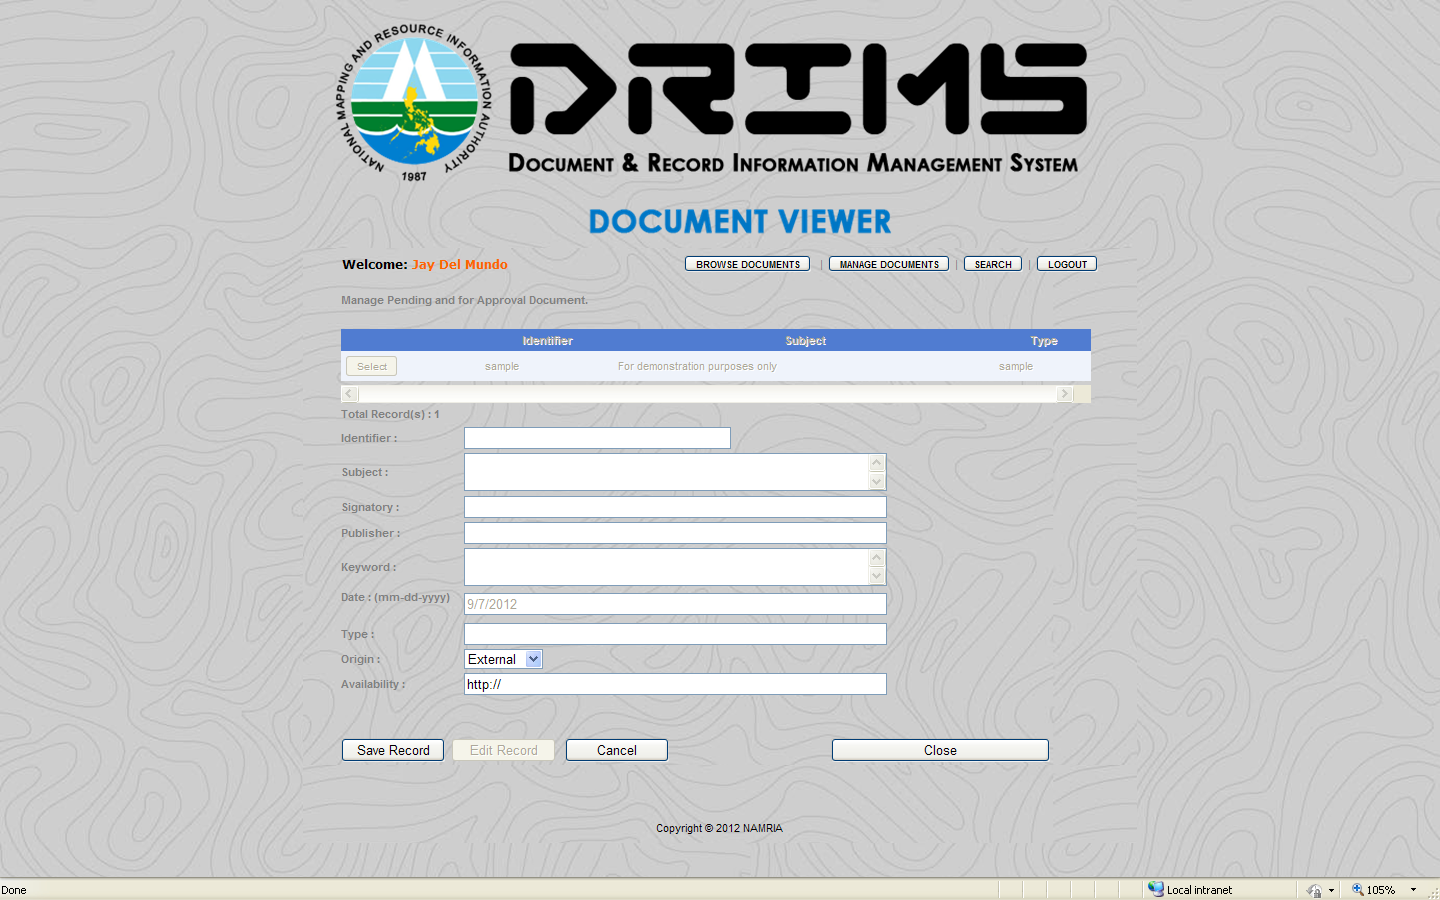 NATIONAL MAPPING AND RESOURCE INFORMATION AUTHORITY
1987
DRIMS
DOCUMENT & RECORD INFORMATION MANAGEMENT SYSTEM
DOCUMENT VIEWER
Welcome: Jay Del Mundo
BROWSE DOCUMENTS | MANAGE DOCUMENTS | SEARCH | LOGOUT
Manage Pending and for Approval Document.
Identifier Subject Type
Select sample For demonstration purposes only sample
Total Record(s) : 1
Identifier :
Subject :
Signatory :
Publisher :
Keyword :
Date : (mm-dd-yyyy) 9/7/2012
Type :
Origin : External
Availability : http://
Save Record Edit Record Cancel Close
Copyright © 2012 NAMRIA
Done Local intranet 105%